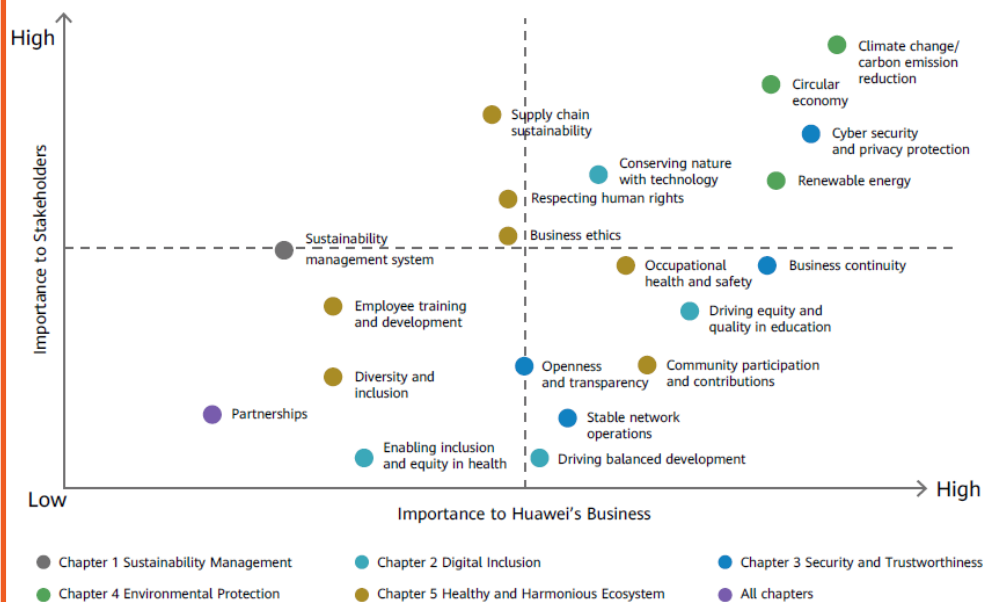 High
Climate change/
carbon emission
reduction
Circular
economy
Supply chain
sustainability
Cyber security
and privacy protection
Conserving nature
with technology
Renewable energy
Respecting human rights
Business ethics
Sustainability
management system
Occupational
health and safety
Business continuity
Importance to Stakeholders
Employee training
and development
Driving equity and
quality in education
Openness
and transparency
Community participation
and contributions
Diversity and
inclusion
Partnerships
Stable network
operations
Enabling inclusion
and equity in health
Driving balanced development
Low
High
Importance to Huawei's Business
Chapter 1 Sustainability Management
Chapter 2 Digital Inclusion
Chapter 3 Security and Trustworthiness
Chapter 4 Environmental Protection
Chapter 5 Healthy and Harmonious Ecosystem
All chapters